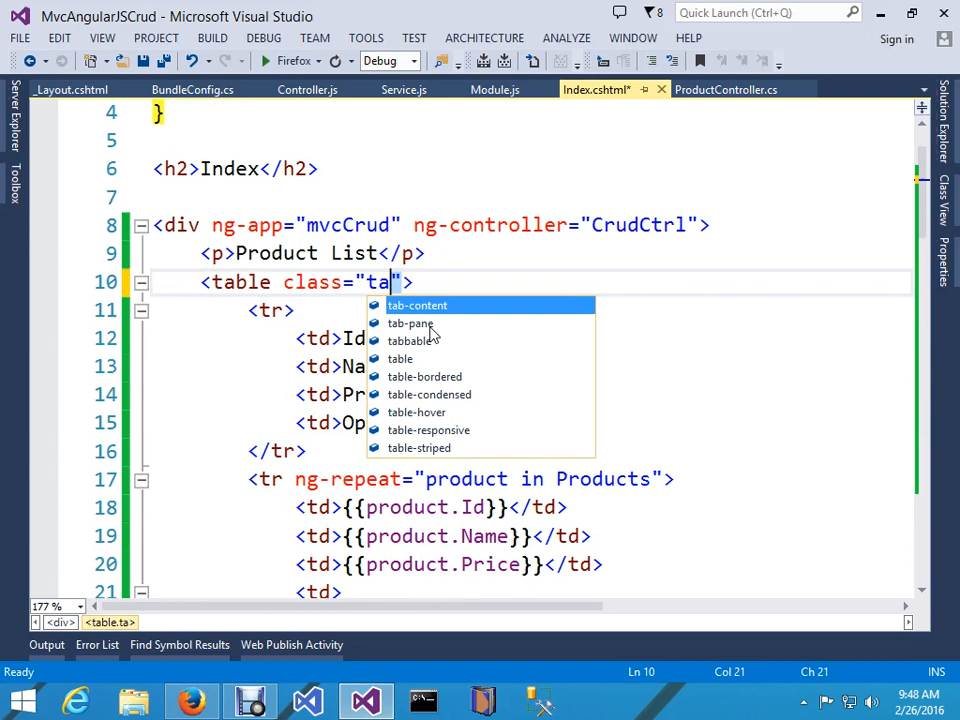 MvcAngularJSCrud - Microsoft Visual Studio
8
Quick Launch (Ctrl+Q)
FILE EDIT VIEW PROJECT BUILD DEBUG TEAM TOOLS TEST ARCHITECTURE ANALYZE WINDOW HELP
Sign in
Firefox
Debug
_Layout.cshtml BundleConfig.cs Controller.js Service.js Module.js Index.cshtml* ProductController.cs
Server Explorer
Toolbox
Solution Explorer
Class View
Properties
4 }
5
6 <h2>Index</h2>
7
8 <div ng-app="mvcCrud" ng-controller="CrudCtrl">
9 <p>Product List</p>
10 <table class="ta">
11 <tr>
12 <td>Id
13 <td>Na
14 <td>Pr
15 <td>Op
16 </tr>
17 <tr ng-repeat="product in Products">
18 <td>{{product.Id}}</td>
19 <td>{{product.Name}}</td>
20 <td>{{product.Price}}</td>
21 <td>
tab-content
tab-pane
tabbable
table
table-bordered
table-condensed
table-hover
table-responsive
table-striped
177 %
<div> <table.ta>
Output Error List Find Symbol Results Web Publish Activity
Ready Ln 10 Col 21 Ch 21 INS
9:48 AM
2/26/2016